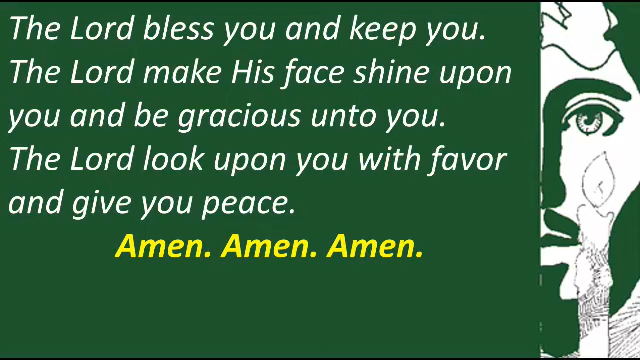 The Lord bless you and keep you.
The Lord make His face shine upon
you and be gracious unto you.
The Lord look upon you with favor
and give you peace.
Amen. Amen. Amen.